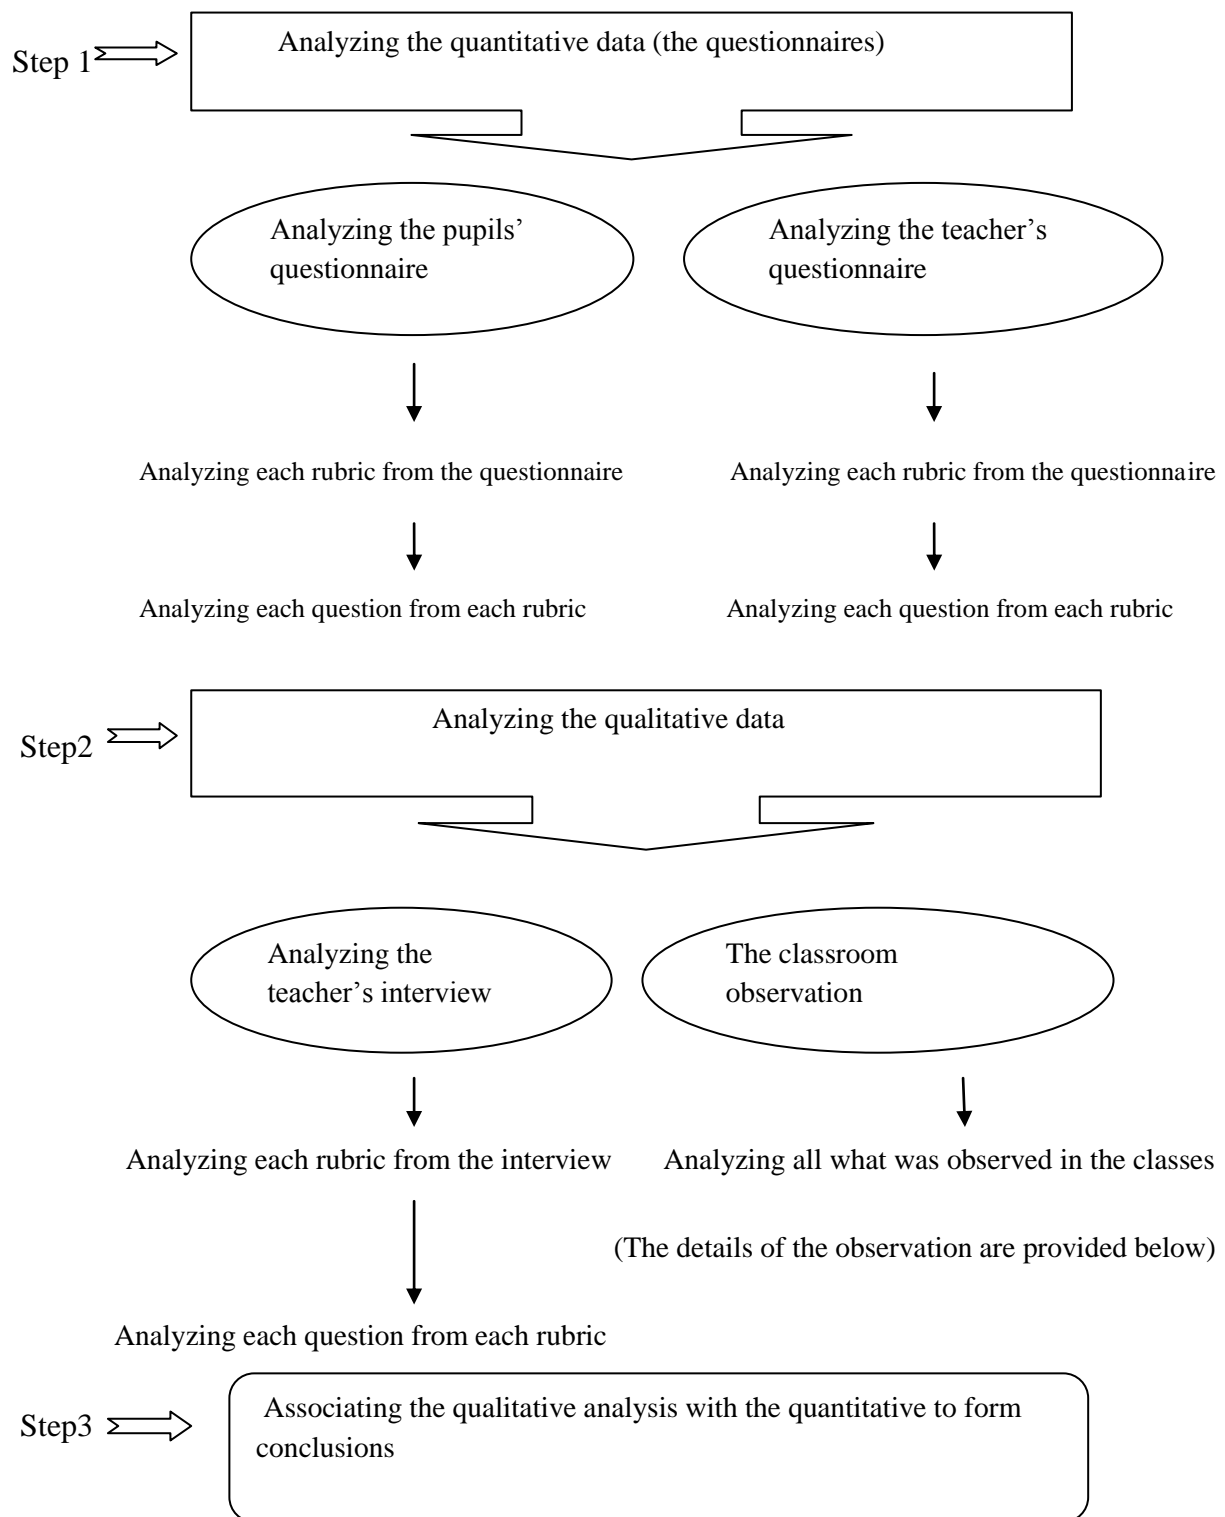 Step 1
Analyzing the quantitative data (the questionnaires)
Analyzing the pupils’
questionnaire
Analyzing the teacher’s
questionnaire
Analyzing each rubric from the questionnaire
Analyzing each rubric from the questionnaire
Analyzing each question from each rubric
Analyzing each question from each rubric
Step2
Analyzing the qualitative data
Analyzing the
teacher’s interview
The classroom
observation
Analyzing each rubric from the interview
Analyzing all what was observed in the classes
(The details of the observation are provided below)
Analyzing each question from each rubric
Step3
Associating the qualitative analysis with the quantitative to form
conclusions